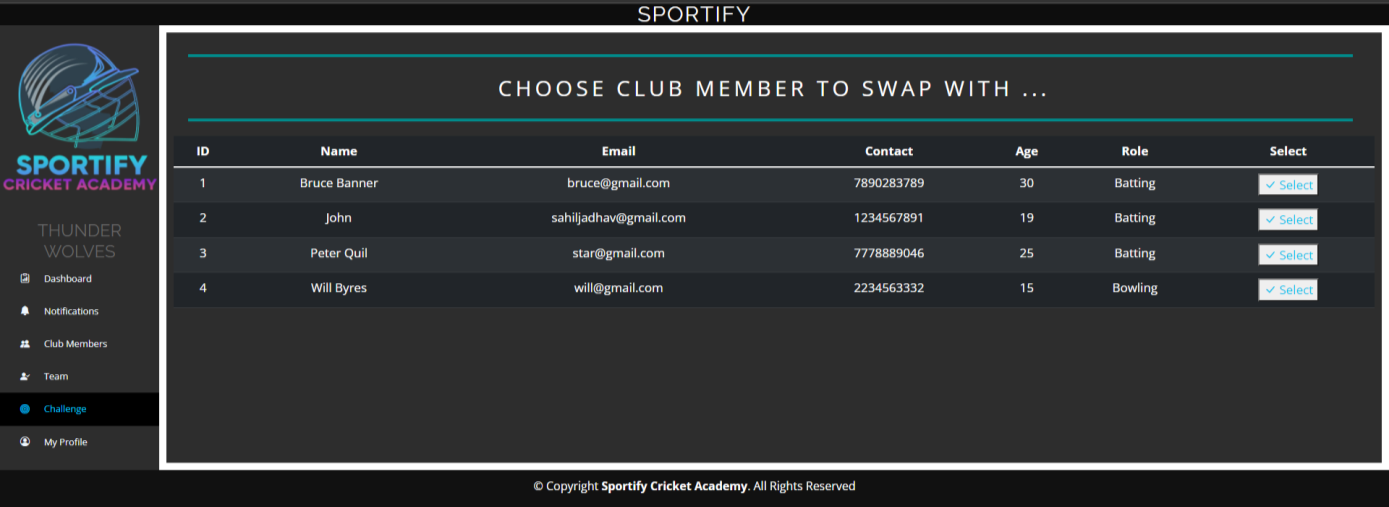 SPORTIFY
SPORTIFY
CRICKET ACADEMY
THUNDER
WOLVES
Dashboard
Notifications
Club Members
Team
Challenge
My Profile
CHOOSE CLUB MEMBER TO SWAP WITH ...
ID Name Email Contact Age Role Select
1 Bruce Banner bruce@gmail.com 7890283789 30 Batting Select
2 John sahiljadhav@gmail.com 1234567891 19 Batting Select
3 Peter Quil star@gmail.com 7778889046 25 Batting Select
4 Will Byres will@gmail.com 2234563332 15 Bowling Select
© Copyright Sportify Cricket Academy. All Rights Reserved